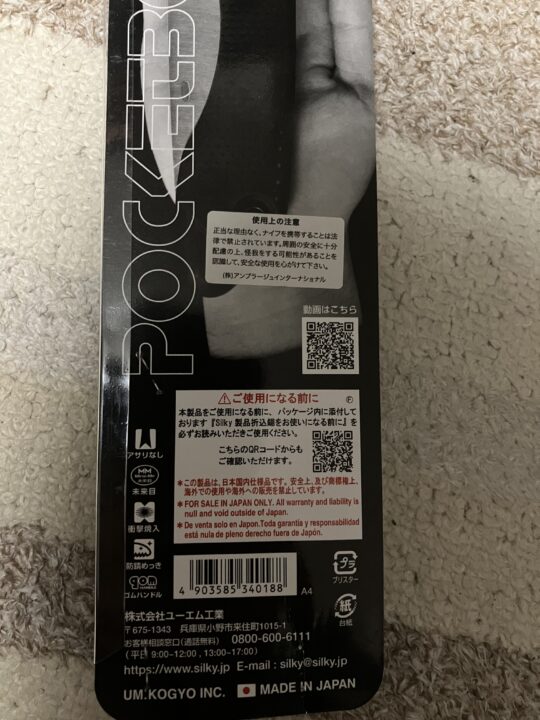 POCKETBO
使用上の注意
正当な理由なく、ナイフを携帯することは法
律で禁止されています。周囲の安全に十分
配慮の上、怪我をする可能性があることを
認識して、安全な使用を心がけて下さい。
(株)アンプラージュインターナショナル
動画はこちら
⚠ご使用になる前に Ⓟ
本製品をご使用になる前に、パッケージ内に添付して
おります『Silky 製品折込鋸をお使いになる前に』を
必ずお読みいただきご使用ください。
こちらのQRコードからも
ご確認いただけます。
*この製品は、日本国内仕様品です。安全上、及び商標権上、
海外での使用や海外への販売を禁止しています。
* FOR SALE IN JAPAN ONLY. All warranty and liability is
null and void outside of Japan.
* De venta solo en Japon.Toda garantía y responsabilidad
está nula de pleno derecho fuera de Japón.
アサリなし
未来目
衝撃焼入
防錆めっき
gom
ゴムハンドル
4 903585 340188
A4
プラ
ブリスター
紙
台紙
株式会社ユーエム工業
〒675-1343 兵庫県小野市来住町1015-1
お客様相談窓口(通話無料) 0800-600-6111
(平日 9:00~12:00 , 13:00~17:00)
https://www.silky.jp E-mail : silky@silky.jp
UM.KOGYO INC. MADE IN JAPAN